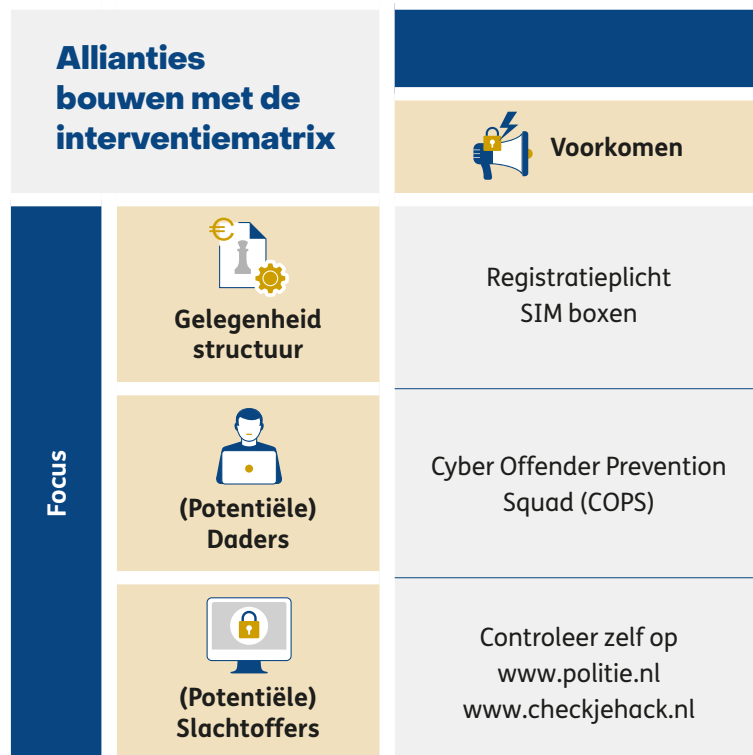 Allianties
bouwen met de
interventiematrix
Voorkomen
Focus
€
Gelegenheid
structuur
Registratieplicht
SIM boxen
(Potentiële)
Daders
Cyber Offender Prevention
Squad (COPS)
(Potentiële)
Slachtoffers
Controleer zelf op
www.politie.nl
www.checkjehack.nl